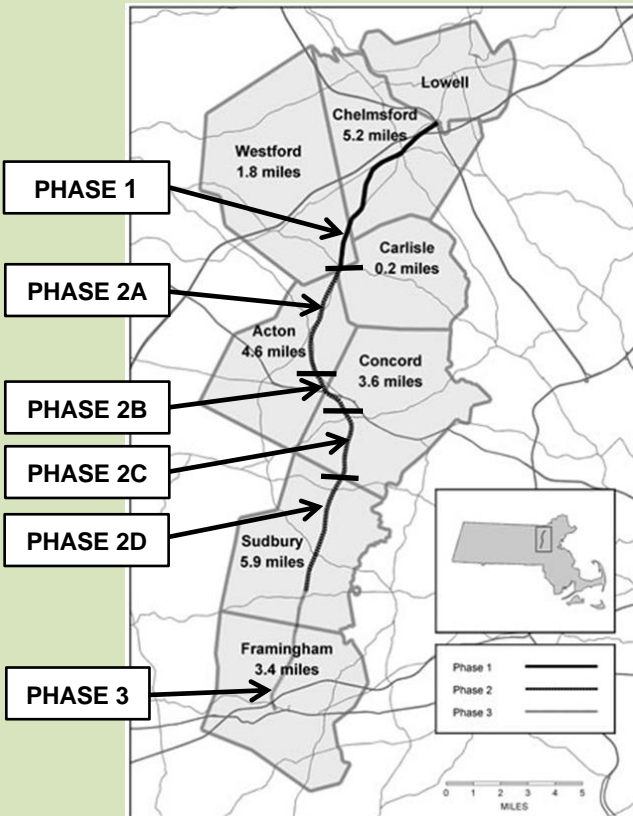 Lowell
Chelmsford
5.2 miles
Westford
1.8 miles
PHASE 1
Carlisle
0.2 miles
PHASE 2A
Acton
4.6 miles
Concord
3.6 miles
PHASE 2B
PHASE 2C
PHASE 2D
Sudbury
5.9 miles
Framingham
3.4 miles
PHASE 3
Phase 1
Phase 2
Phase 3
0 1 2 3 4 5
MILES